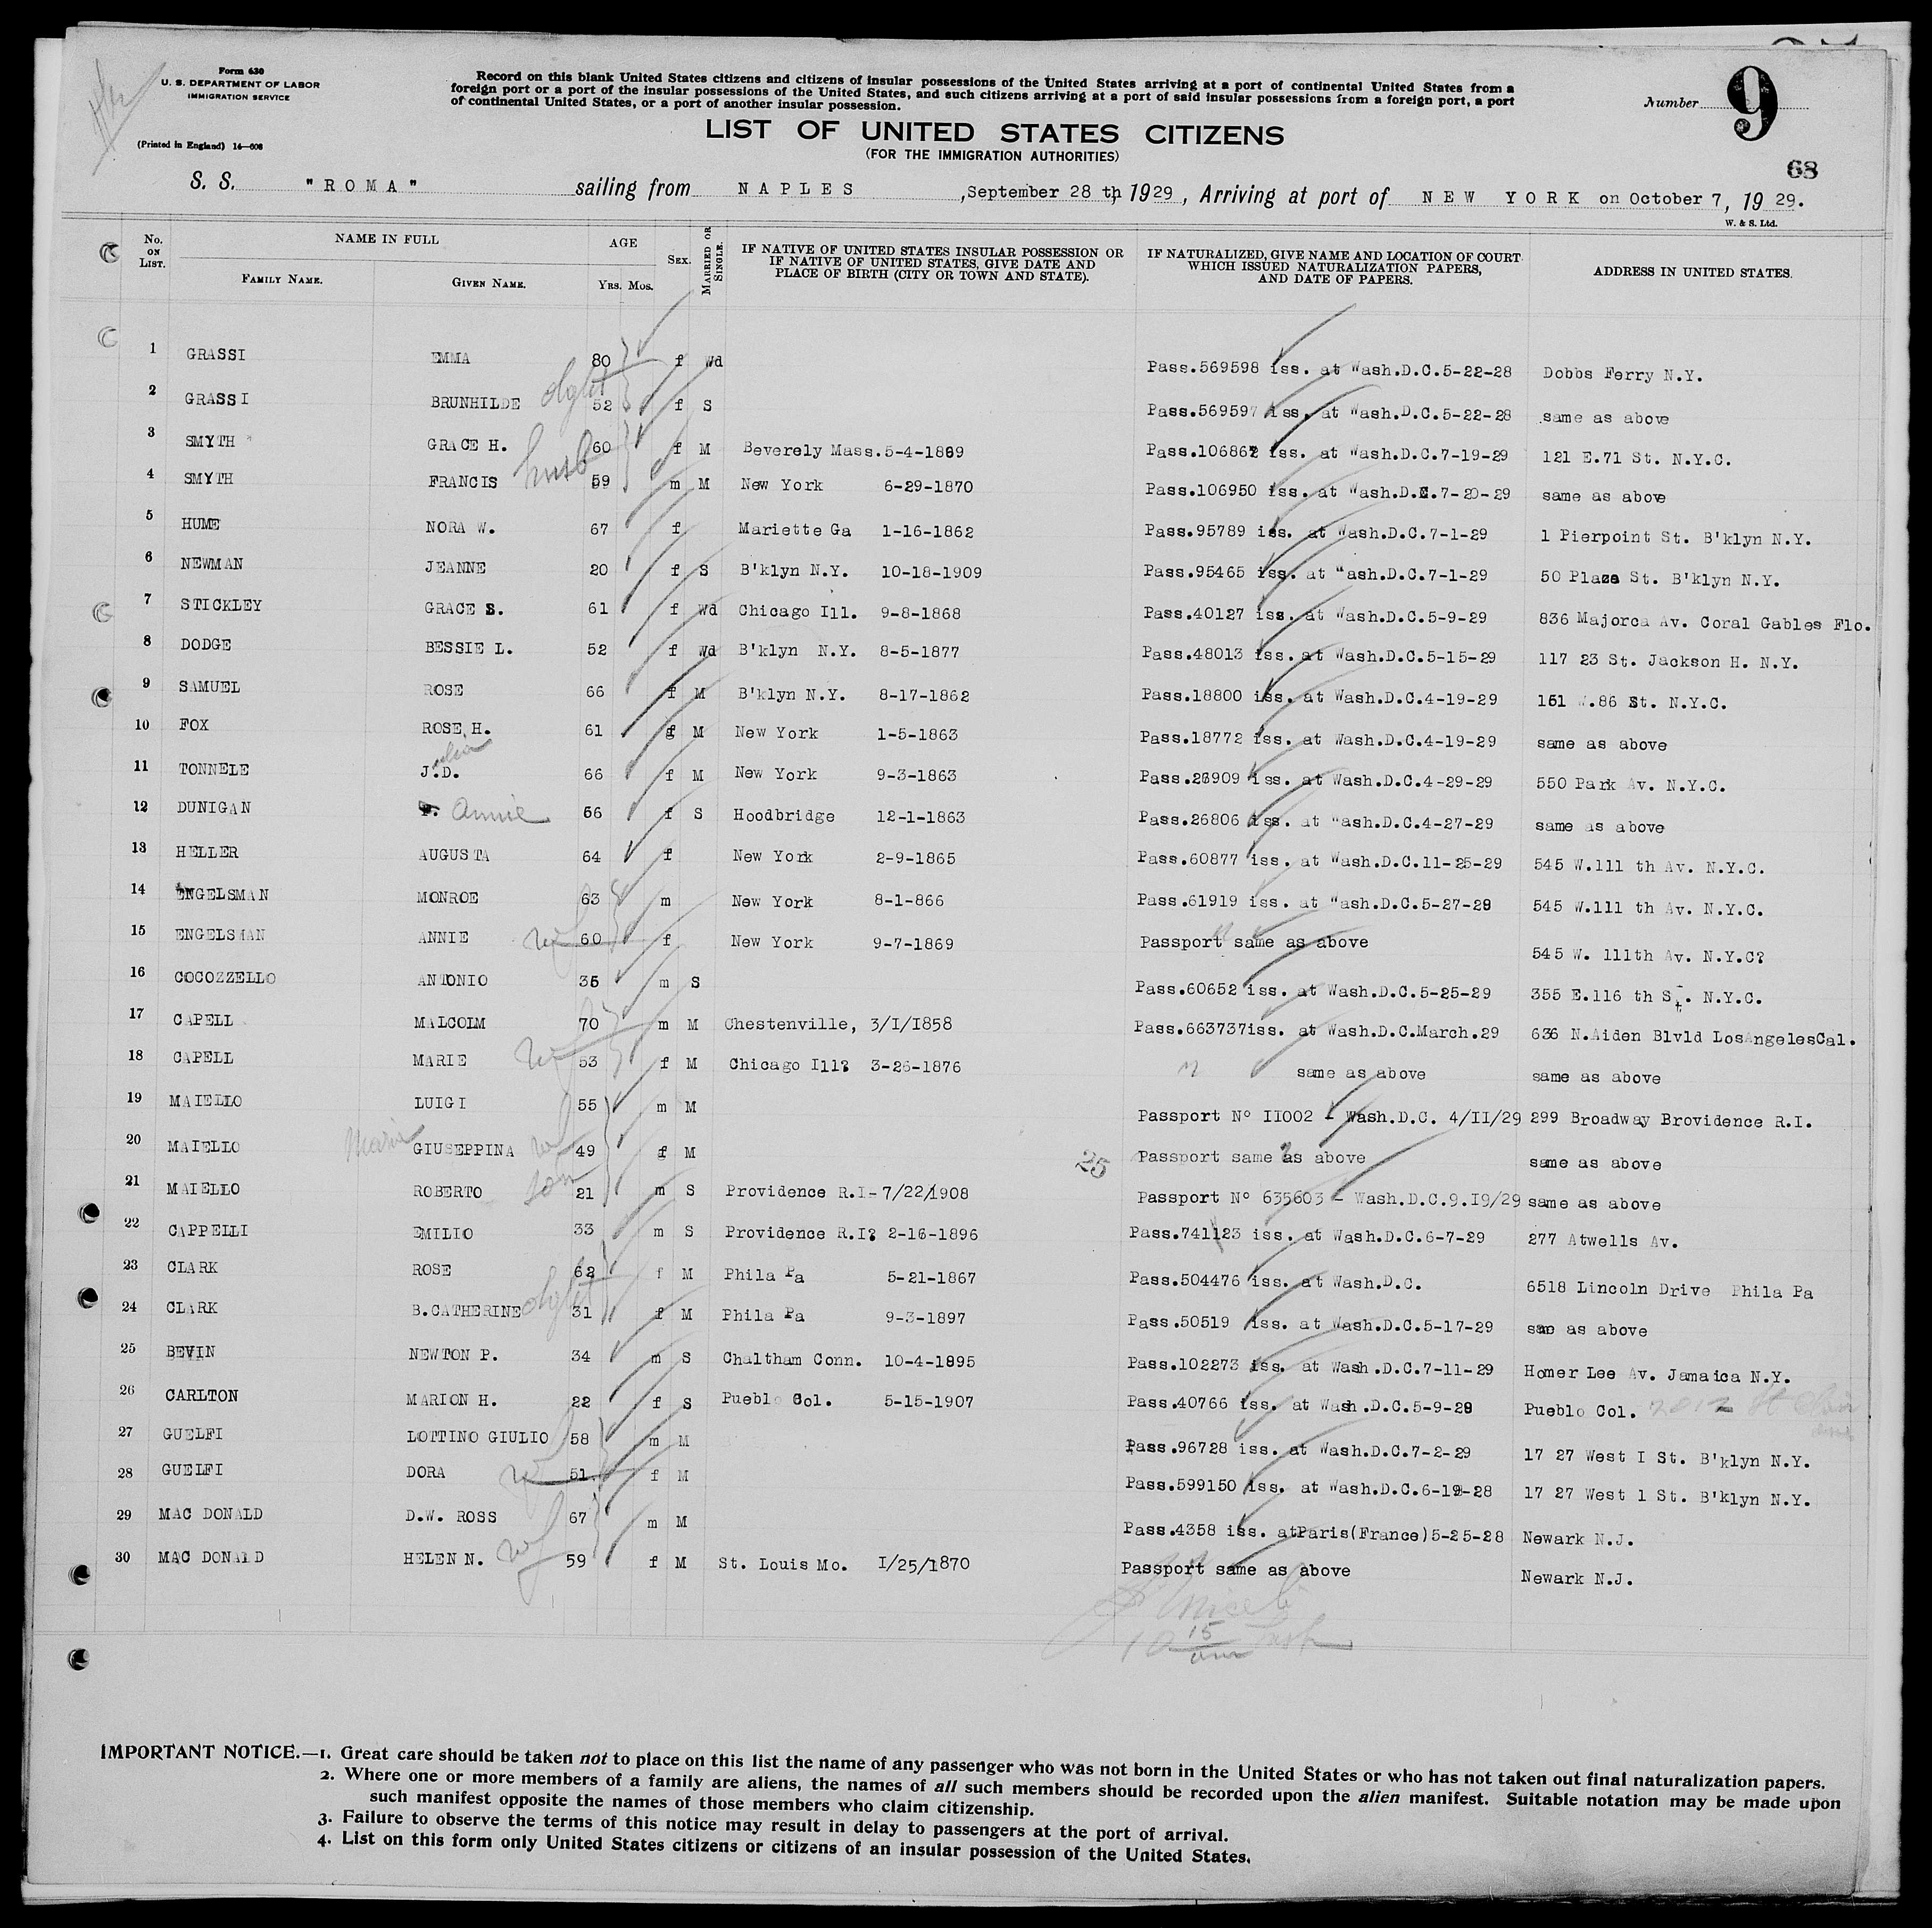 Form 630
U. S. DEPARTMENT OF LABOR
IMMIGRATION SERVICE
(Printed in England) 14—608
Record on this blank United States citizens and citizens of insular possessions of the United States arriving at a port of continental United States from a
foreign port or a port of the insular possessions of the United States, and such citizens arriving at a port of said insular possessions from a foreign port, a port
of continental United States, or a port of another insular possession.
Number 9
LIST OF UNITED STATES CITIZENS
(FOR THE IMMIGRATION AUTHORITIES)
68
S. S. "ROMA" sailing from NAPLES, September 28 th, 1929, Arriving at port of NEW YORK on October 7, 19 29.
W. & S. Ltd.
No. ON LIST. NAME IN FULL FAMILY NAME. GIVEN NAME. AGE YRS. MOS. SEX. MARRIED OR SINGLE. IF NATIVE OF UNITED STATES INSULAR POSSESSION OR IF NATIVE OF UNITED STATES, GIVE DATE AND PLACE OF BIRTH (CITY OR TOWN AND STATE). IF NATURALIZED, GIVE NAME AND LOCATION OF COURT WHICH ISSUED NATURALIZATION PAPERS, AND DATE OF PAPERS. ADDRESS IN UNITED STATES.
1 GRASSI EMMA 80 f Wd Pass.569598 iss. at Wash.D.C.5-22-28 Dobbs Ferry N.Y.
2 GRASSI BRUNHILDE dght 52 f S Pass.569597 iss. at Wash.D.C.5-22-28 same as above
3 SMYTH GRACE H. 60 f M Beverely Mass.5-4-1869 Pass.106862 iss. at Wash.D.C.7-19-29 121 E.71 St. N.Y.C.
4 SMYTH FRANCIS husb 59 m M New York 6-29-1870 Pass.106950 iss. at Wash.D.C.7-20-29 same as above
5 HUME NORA W. 67 f Mariette Ga 1-16-1862 Pass.95789 iss. at Wash.D.C.7-1-29 1 Pierpoint St. B'klyn N.Y.
6 NEWMAN JEANNE 20 f S B'klyn N.Y. 10-18-1909 Pass.95465 iss. at "ash.D.C.7-1-29 50 Plaza St. B'klyn N.Y.
7 STICKLEY GRACE S. 61 f Wd Chicago Ill. 9-8-1868 Pass.40127 iss. at Wash.D.C.5-9-29 836 Majorca Av. Coral Gables Flo.
8 DODGE BESSIE L. 52 f Wd B'klyn N.Y. 8-5-1877 Pass.48013 iss. at Wash.D.C.5-15-29 117 23 St. Jackson H. N.Y.
9 SAMUEL ROSE 66 f M B'klyn N.Y. 8-17-1862 Pass.18800 iss. at Wash.D.C.4-19-29 151 W.86 St. N.Y.C.
10 FOX ROSE H. 61 f M New York 1-5-1863 Pass.18772 iss. at Wash.D.C.4-19-29 same as above
11 TONNELE J.D. 66 f M New York 9-3-1863 Pass.26909 iss. at Wash.D.C.4-29-29 550 Park Av. N.Y.C.
12 DUNIGAN Annie 66 f S Hoodbridge 12-1-1863 Pass.26806 iss. at "ash.D.C.4-27-29 same as above
13 HELLER AUGUSTA 64 f New York 2-9-1865 Pass.60877 iss. at Wash.D.C.11-25-29 545 W.111 th Av. N.Y.C.
14 ENGELSMAN MONROE 63 m New York 8-1-866 Pass.61919 iss. at "ash.D.C.5-27-29 545 W.111 th Av. N.Y.C.
15 ENGELSMAN ANNIE wf 60 f New York 9-7-1869 Passport same as above 545 W. 111th Av. N.Y.C?
16 COCOZZELLO ANTONIO 35 m S Pass.60652 iss. at Wash.D.C.5-25-29 355 E.116 th St. N.Y.C.
17 CAPELL MALCOLM 70 m M Chestenville, 3/I/1858 Pass.663737iss. at Wash.D.C.March.29 636 N.Aiden Blvld LosAngelesCal.
18 CAPELL MARIE wf 53 f M Chicago Ill? 3-26-1876 " same as above same as above
19 MAIELLO LUIGI 55 m M Passport N° II002 - Wash.D.C. 4/II/29 299 Broadway Brovidence R.I.
20 MAIELLO Marie GIUSEPPINA wf 49 f M Passport same as above same as above
25
21 MAIELLO ROBERTO son 21 m S Providence R.I-7/22/1908 Passport N° 635603 - Wash.D.C.9.I9/29 same as above
22 CAPPELLI EMILIO 33 m S Providence R.I? 2-16-1896 Pass.741123 iss. at Wash.D.C.6-7-29 277 Atwells Av.
23 CLARK ROSE 62 f M Phila Pa 5-21-1867 Pass.504476 iss. at Wash.D.C. 6518 Lincoln Drive Phila Pa
24 CLARK B.CATHERINE dght 31 f M Phila Pa 9-3-1897 Pass.50519 iss. at Wash.D.C.5-17-29 as above
25 BEVIN NEWTON P. 34 m S Chaltham Conn. 10-4-1895 Pass.102273 iss. at Wash.D.C.7-11-29 Homer Lee Av. Jamaica N.Y.
26 CARLTON MARION H. 22 f S Pueblo Col. 5-15-1907 Pass.40766 iss. at Wash.D.C.5-9-29 Pueblo Col. 2012
27 GUELFI LOTTINO GIULIO 58 m M Pass.96728 iss. at Wash.D.C.7-2-29 17 27 West I St. B'klyn N.Y.
28 GUELFI DORA wf 51 f M Pass.599150 iss. at Wash.D.C.6-19-28 17 27 West 1 St. B'klyn N.Y.
29 MAC DONALD D.W. ROSS 67 m M Pass.4358 iss. atParis(France)5-25-28 Newark N.J.
30 MAC DONALD HELEN N. wf 59 f M St. Louis Mo. I/25/1870 Passport same as above Newark N.J.
IMPORTANT NOTICE.—1. Great care should be taken not to place on this list the name of any passenger who was not born in the United States or who has not taken out final naturalization papers.
2. Where one or more members of a family are aliens, the names of all such members should be recorded upon the alien manifest. Suitable notation may be made upon
such manifest opposite the names of those members who claim citizenship.
3. Failure to observe the terms of this notice may result in delay to passengers at the port of arrival.
4. List on this form only United States citizens or citizens of an insular possession of the United States.